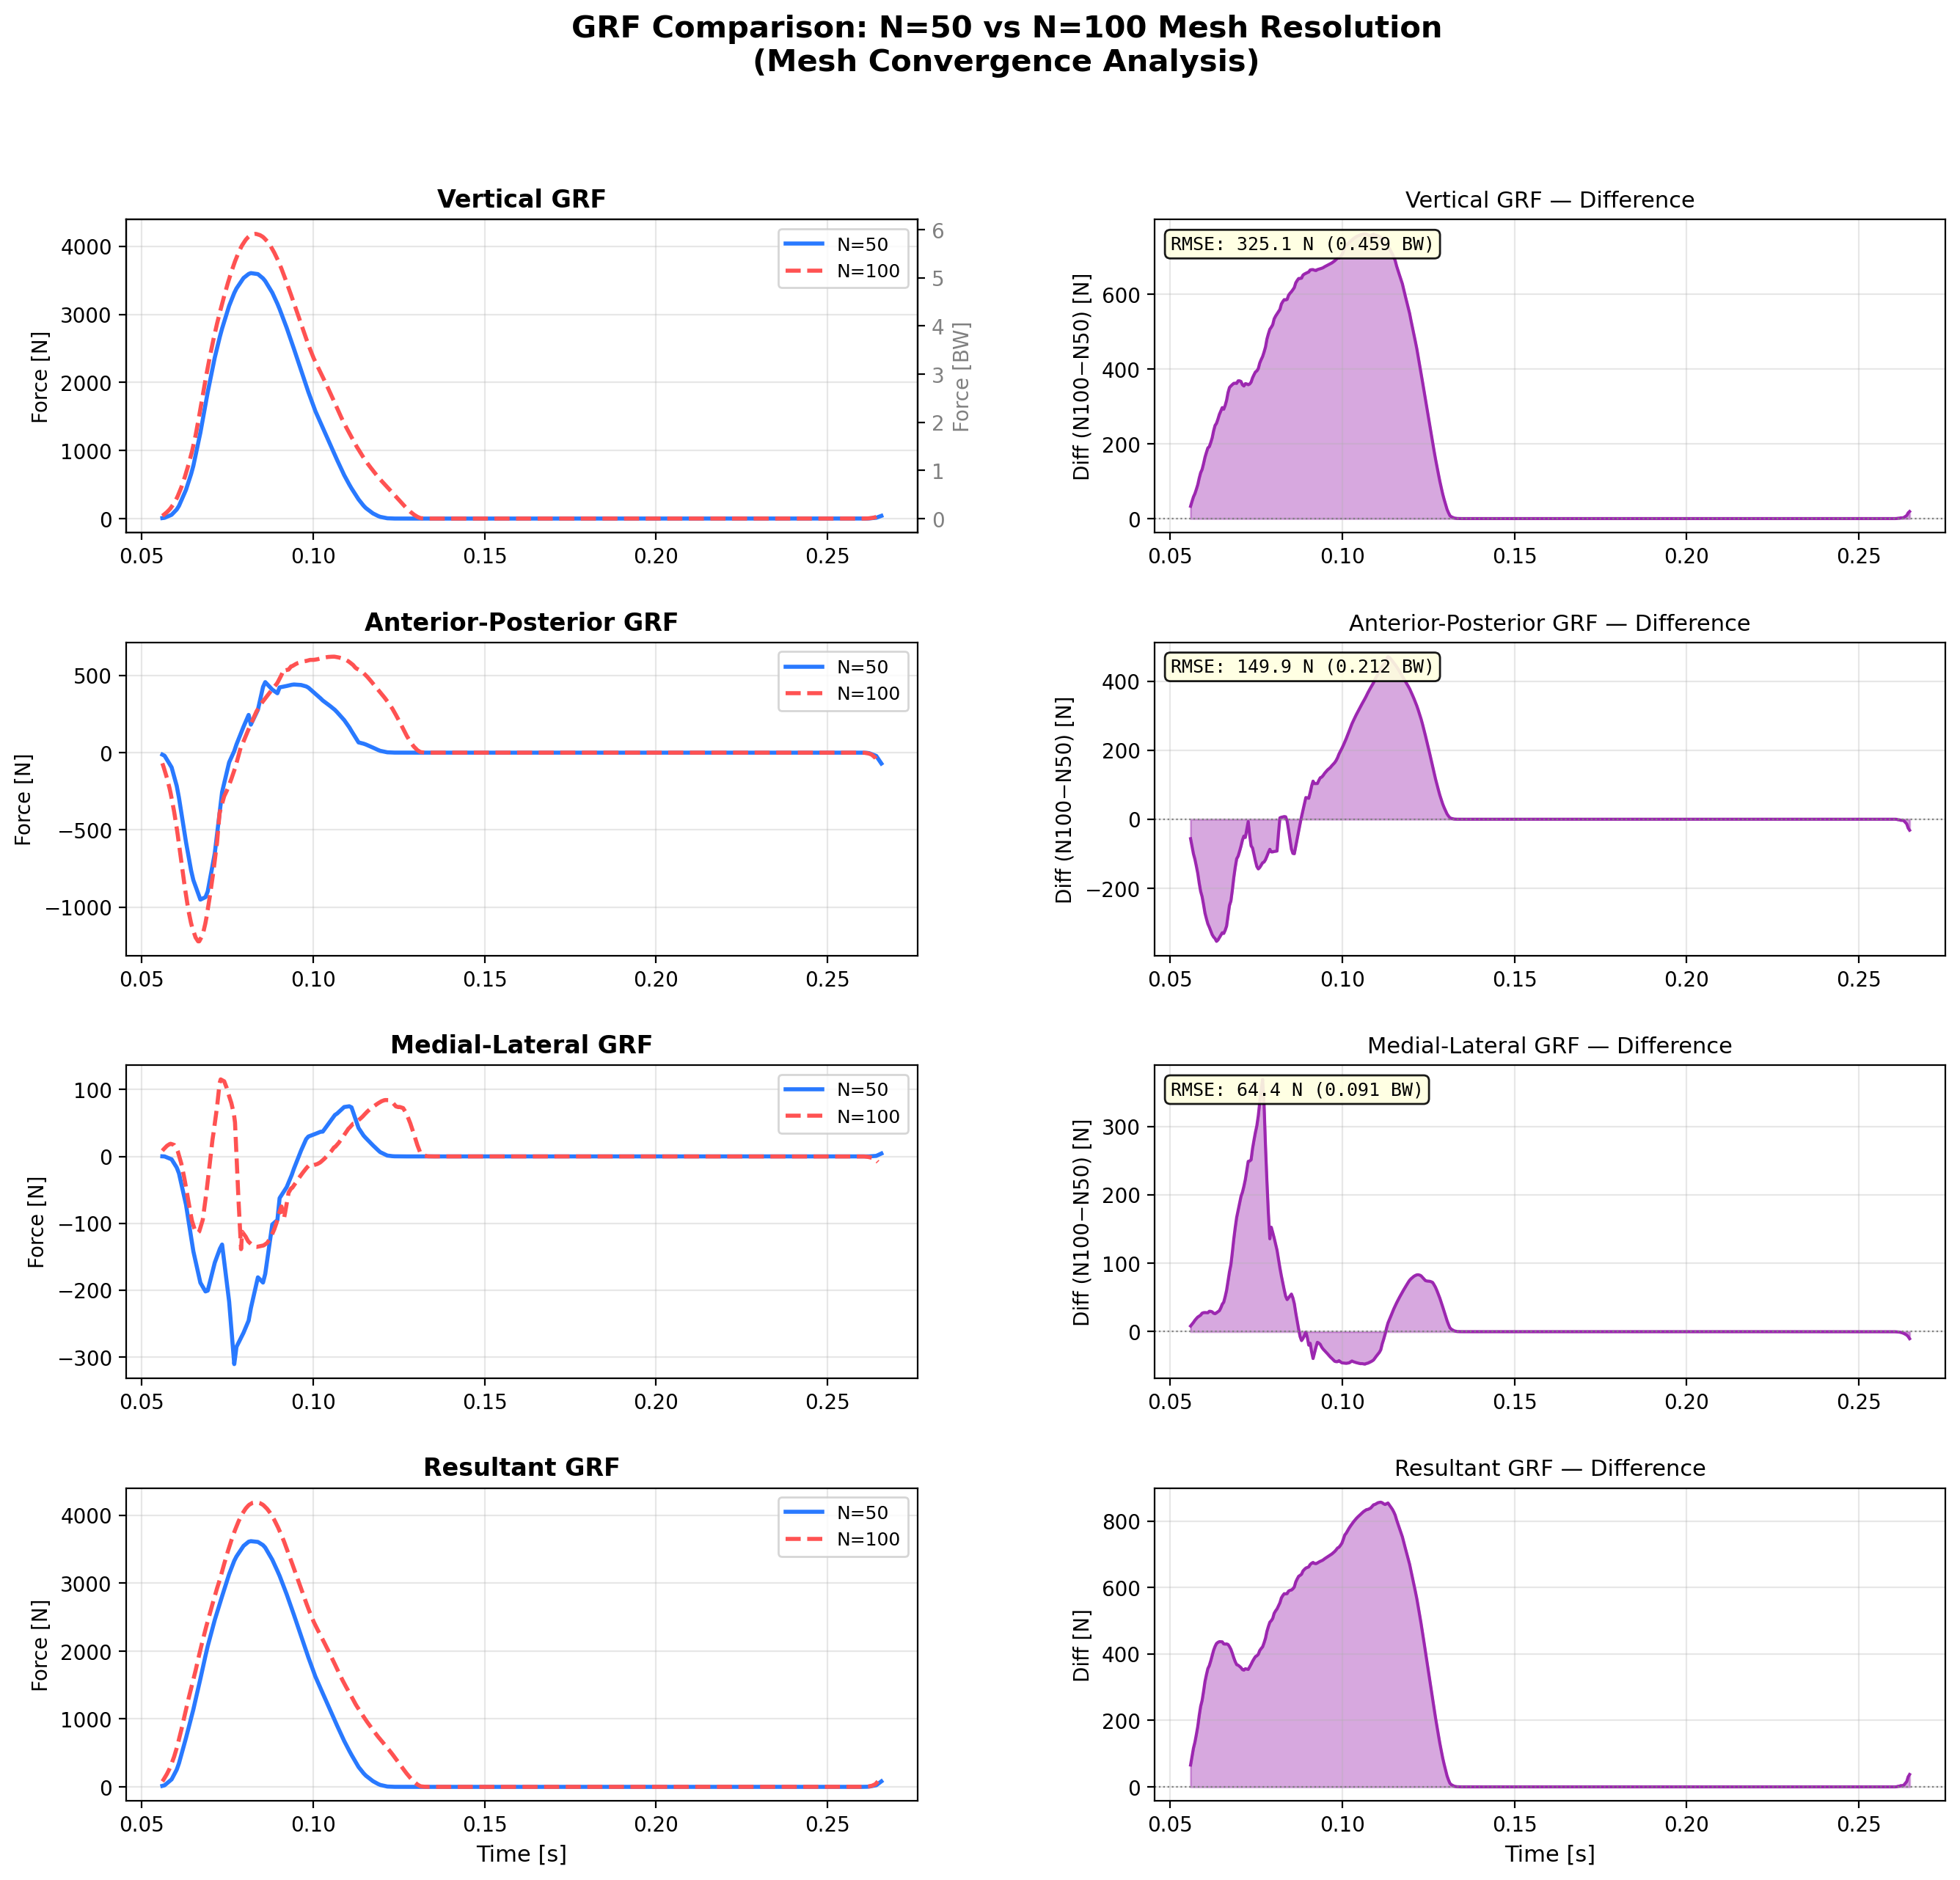 GRF Comparison: N=50 vs N=100 Mesh Resolution
(Mesh Convergence Analysis)
Vertical GRF
Force [N]
4000
3000
2000
1000
0
0.05 0.10 0.15 0.20 0.25
N=50
N=100
6
5
4
3
2
1
0
Force [BW]
Vertical GRF — Difference
Diff (N100−N50) [N]
600
400
200
0
0.05 0.10 0.15 0.20 0.25
RMSE: 325.1 N (0.459 BW)
Anterior-Posterior GRF
Force [N]
500
0
−500
−1000
0.05 0.10 0.15 0.20 0.25
N=50
N=100
Anterior-Posterior GRF — Difference
Diff (N100−N50) [N]
400
200
0
−200
0.05 0.10 0.15 0.20 0.25
RMSE: 149.9 N (0.212 BW)
Medial-Lateral GRF
Force [N]
100
0
−100
−200
−300
0.05 0.10 0.15 0.20 0.25
N=50
N=100
Medial-Lateral GRF — Difference
Diff (N100−N50) [N]
300
200
100
0
0.05 0.10 0.15 0.20 0.25
RMSE: 64.4 N (0.091 BW)
Resultant GRF
Force [N]
4000
3000
2000
1000
0
0.05 0.10 0.15 0.20 0.25
Time [s]
N=50
N=100
Resultant GRF — Difference
Diff [N]
800
600
400
200
0
0.05 0.10 0.15 0.20 0.25
Time [s]